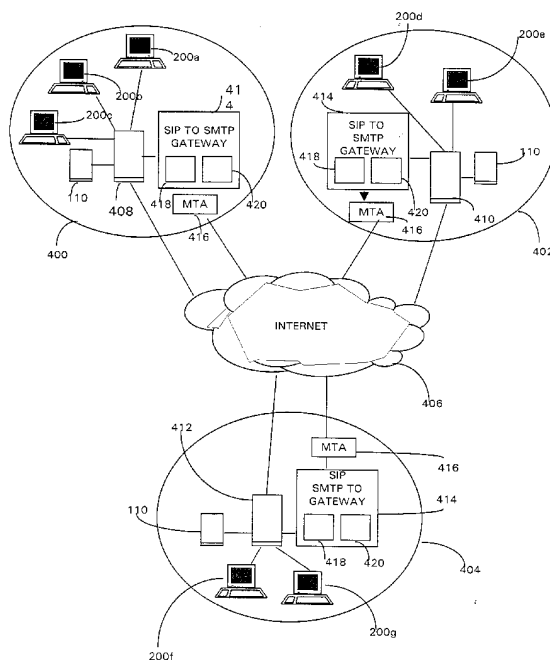 200a
200b
200c
41
4
SIP TO SMTP
GATEWAY
418
420
110
408
MTA
416
400
200d
200e
414
SIP TO
SMTP
GATEWAY
418
420
110
MTA
416
410
402
INTERNET
406
412
MTA
416
SIP
SMTP TO
GATEWAY
414
110
418
420
404
200f
200g